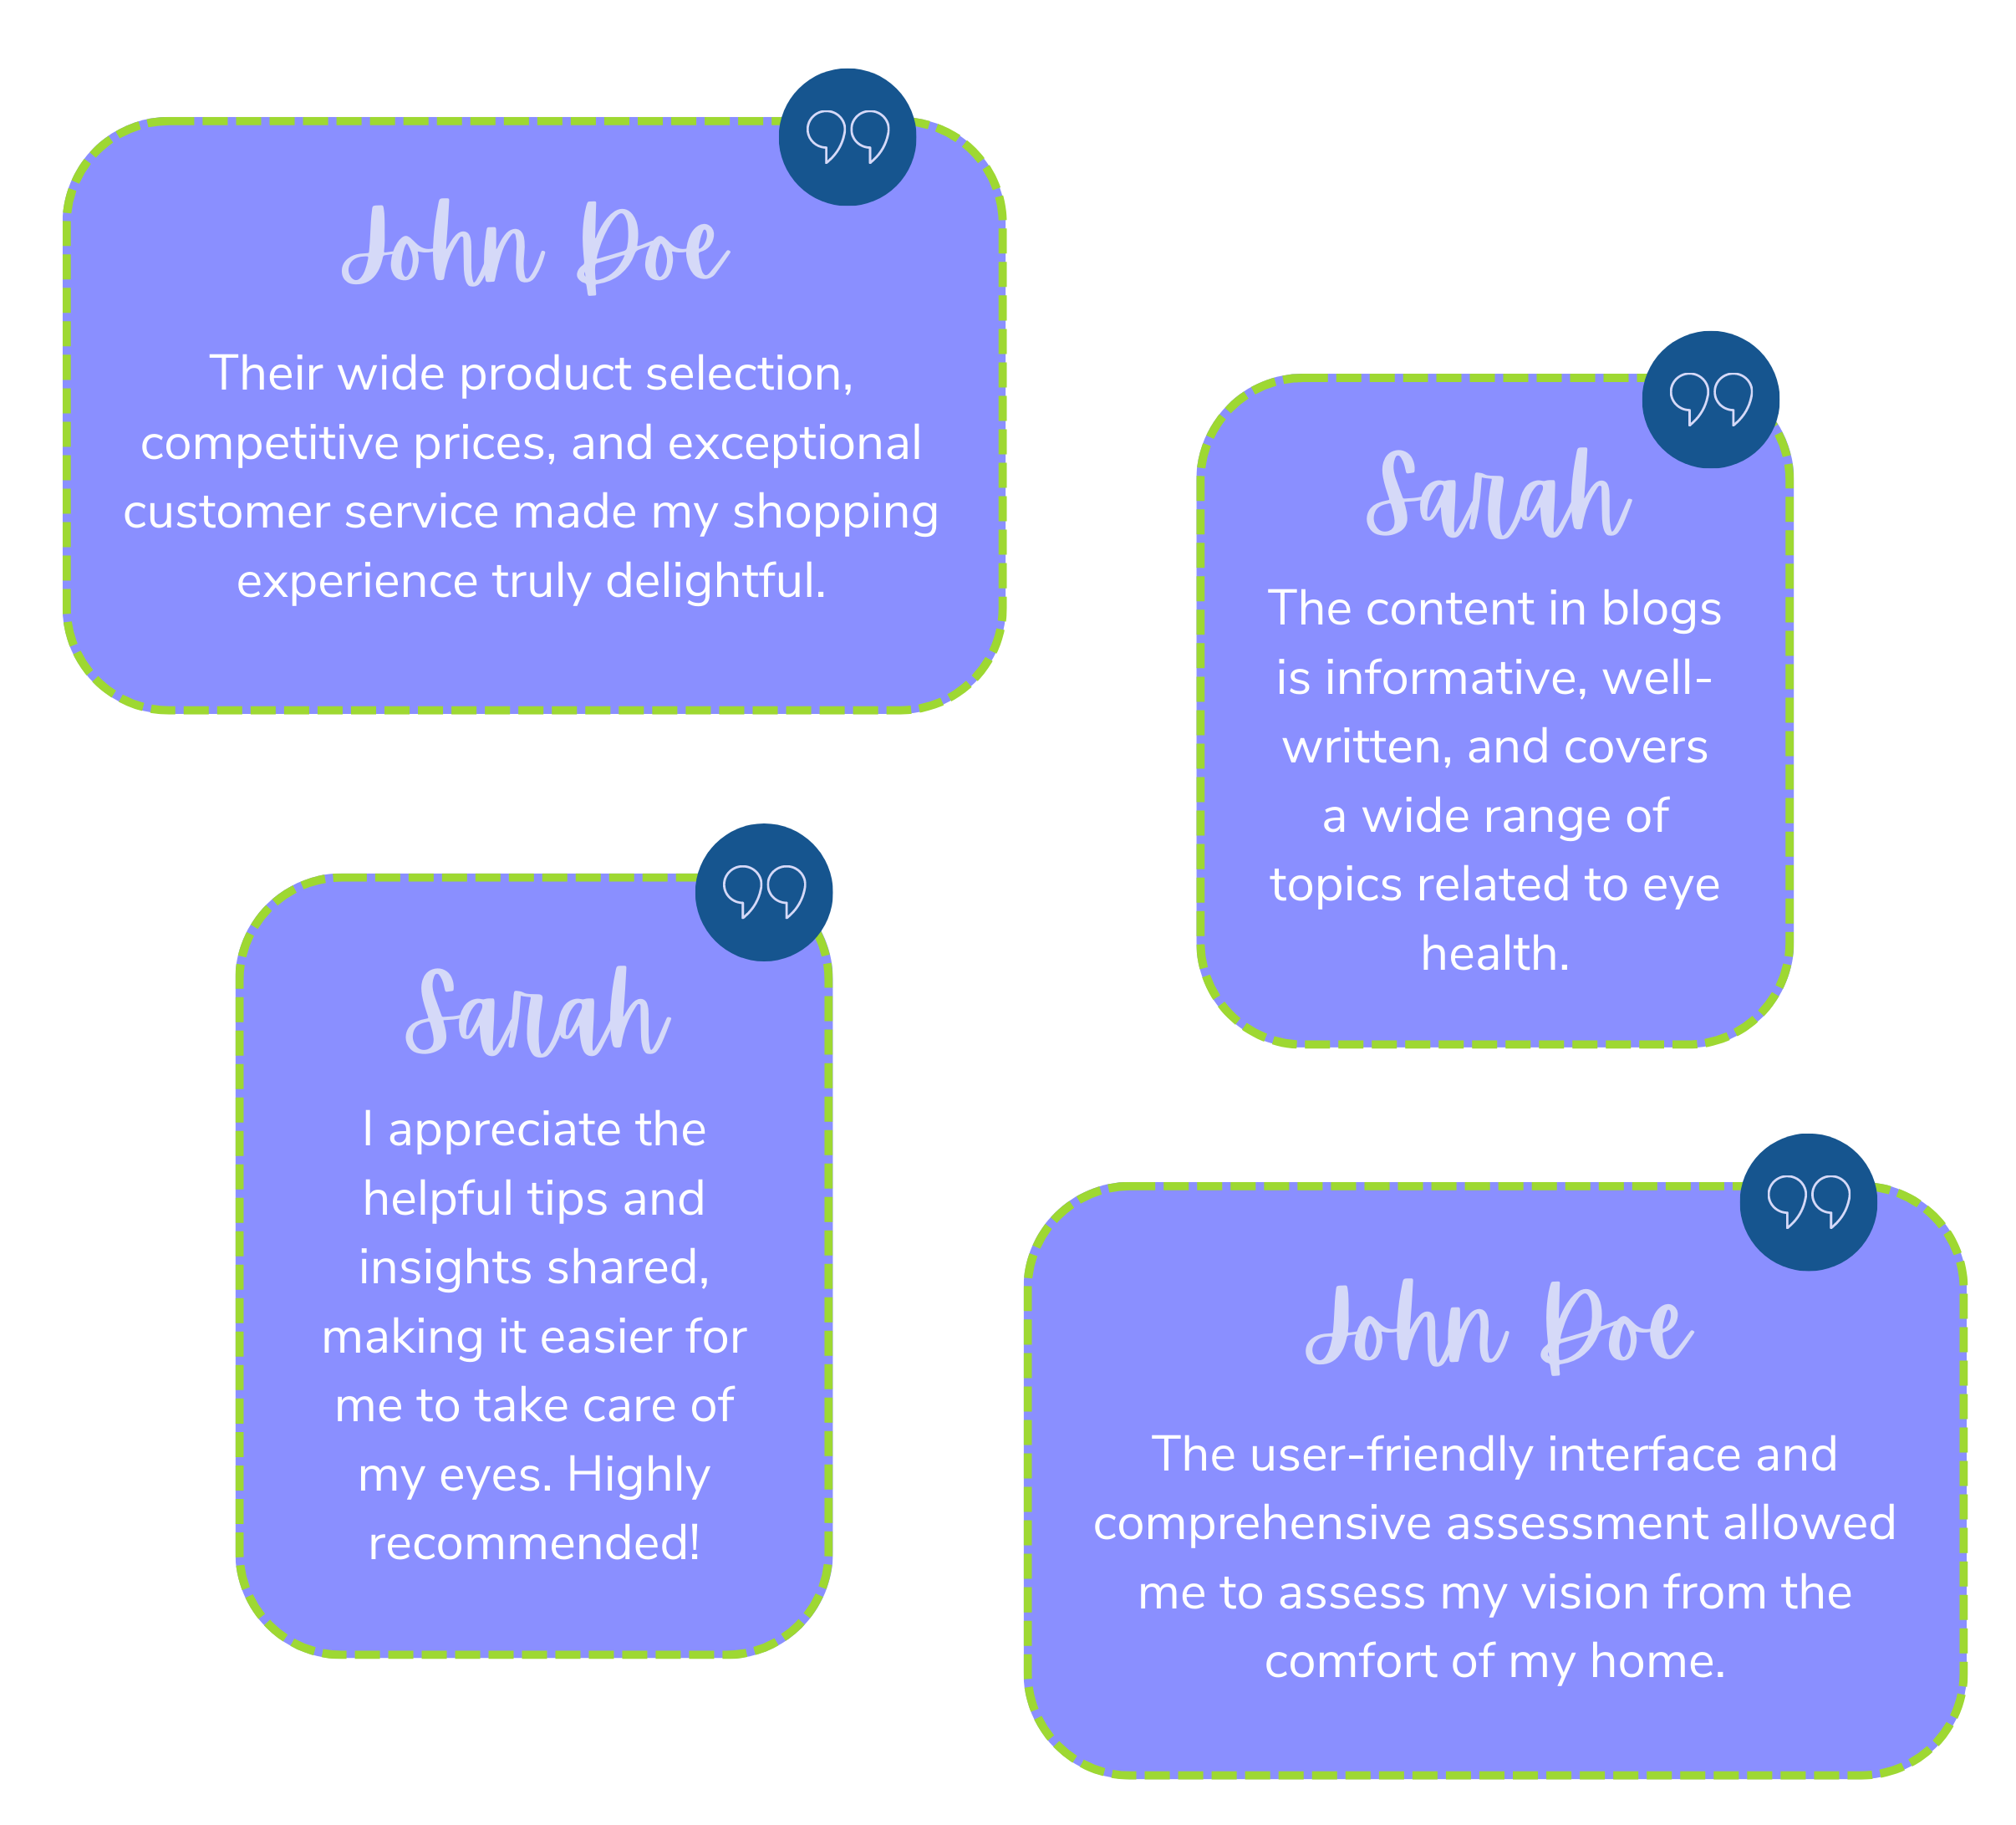 John Doe
Their wide product selection,
competitive prices, and exceptional
customer service made my shopping
experience truly delightful.
Sarah
The content in blogs
is informative, well-
written, and covers
a wide range of
topics related to eye
health.
Sarah
I appreciate the
helpful tips and
insights shared,
making it easier for
me to take care of
my eyes. Highly
recommended!
John Doe
The user-friendly interface and
comprehensive assessment allowed
me to assess my vision from the
comfort of my home.